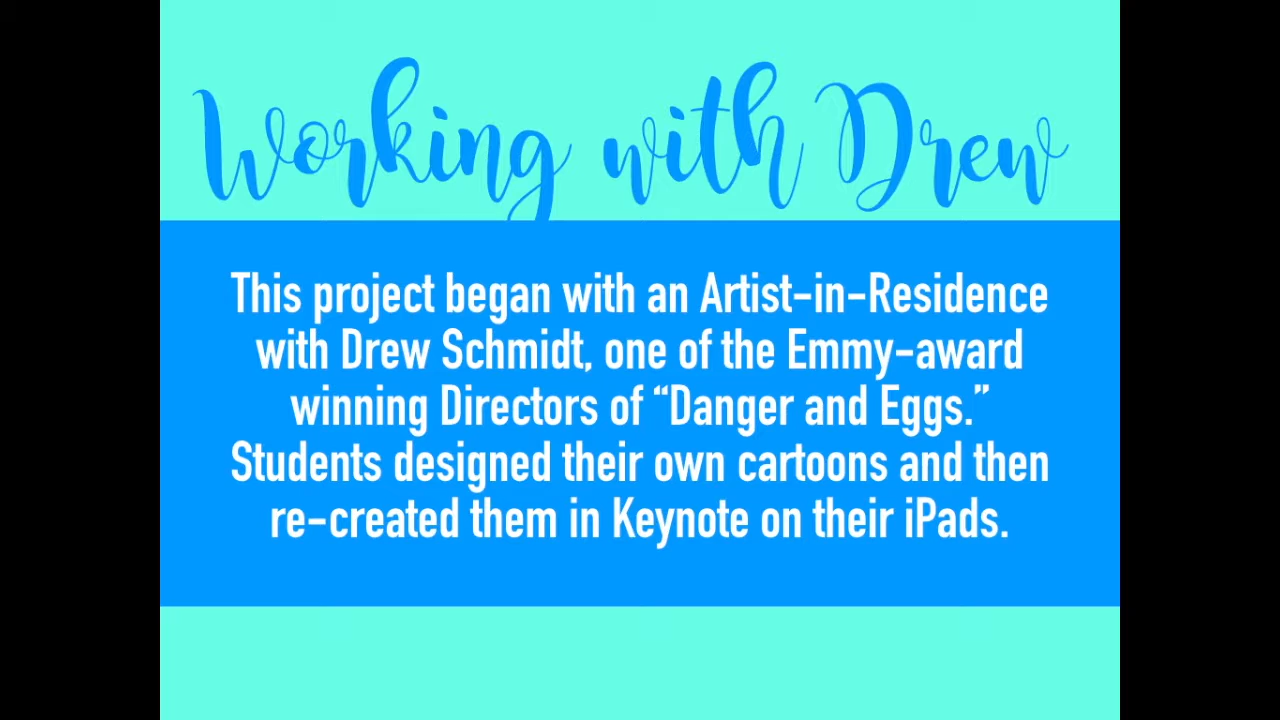 Working with Drew
This project began with an Artist-in-Residence
with Drew Schmidt, one of the Emmy-award
winning Directors of “Danger and Eggs.”
Students designed their own cartoons and then
re-created them in Keynote on their iPads.